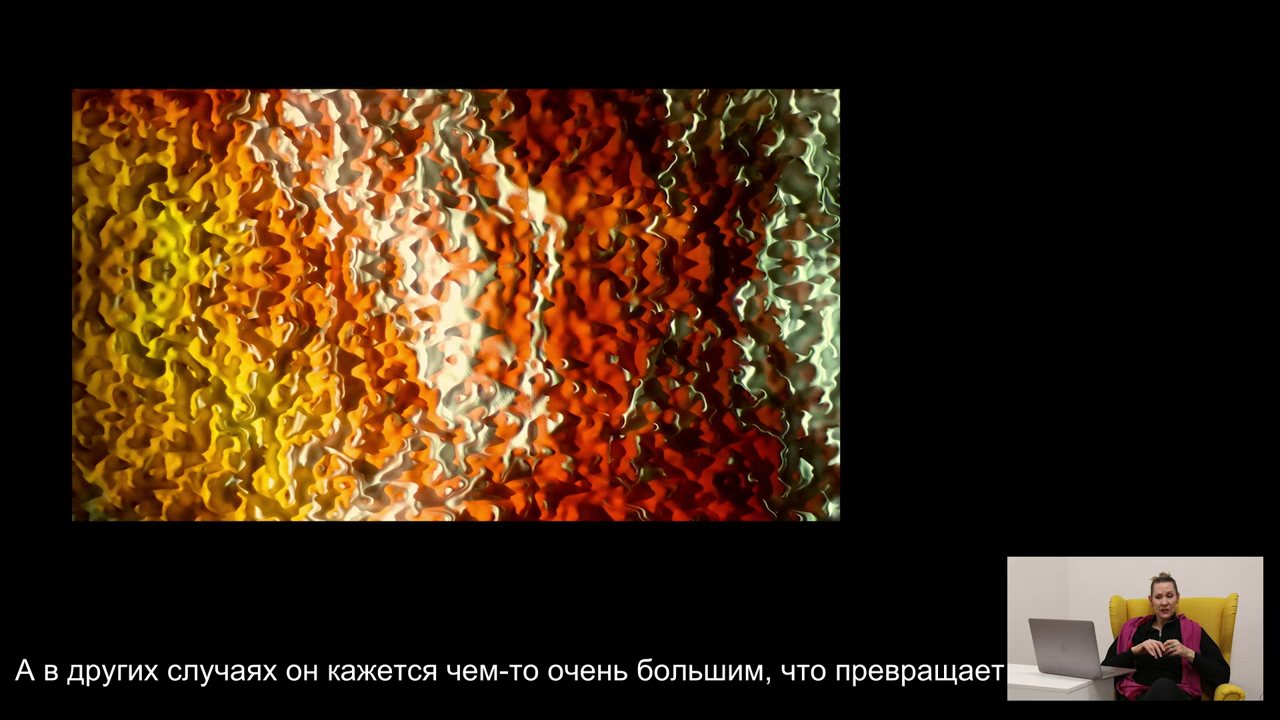 А в других случаях он кажется чем-то очень большим, что превращает